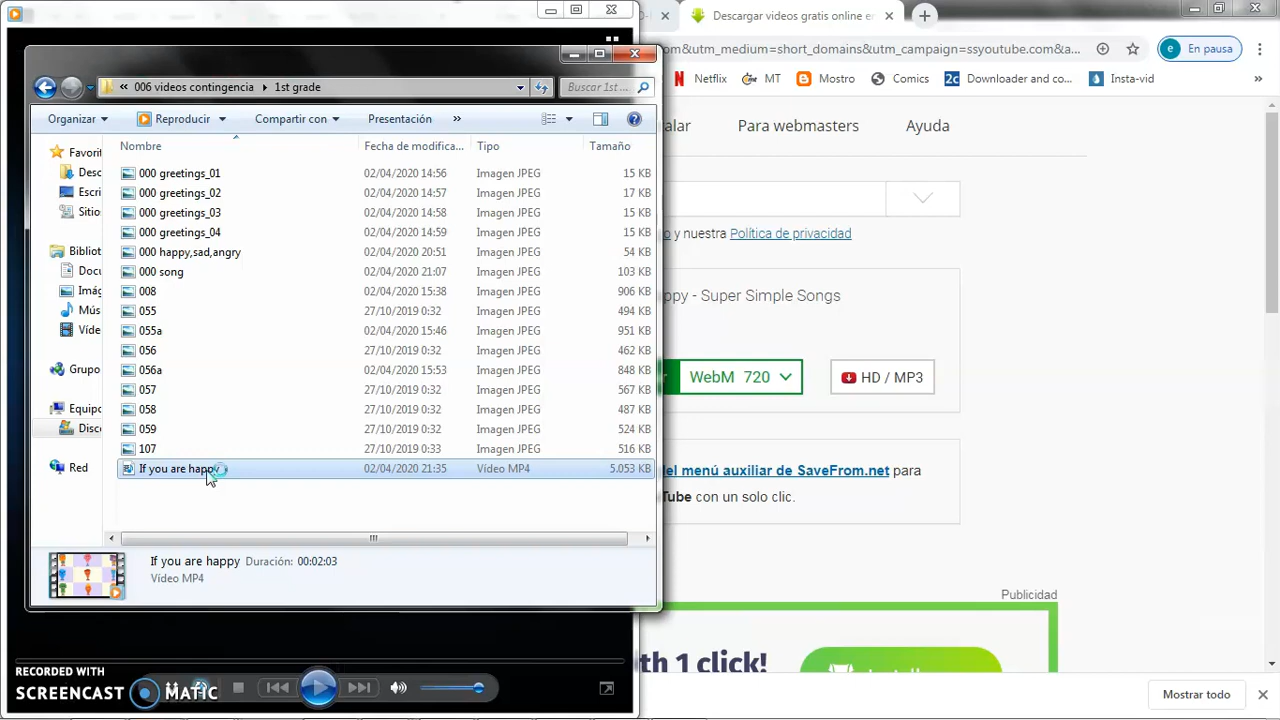 Descargar videos gratis online e
com&utm_medium=short_domains&utm_campaign=ssyoutube.com&a...
e En pausa
Netflix
MT
Mostro
Comics
2c Downloader and co
Insta-vid
»
« 006 videos contingencia 1st grade
Buscar 1st ...
Organizar Reproducir Compartir con Presentación »
Nombre Fecha de modifica... Tipo Tamaño
000 greetings_01 02/04/2020 14:56 Imagen JPEG 15 KB
000 greetings_02 02/04/2020 14:57 Imagen JPEG 17 KB
000 greetings_03 02/04/2020 14:58 Imagen JPEG 15 KB
000 greetings_04 02/04/2020 14:59 Imagen JPEG 15 KB
000 happy,sad,angry 02/04/2020 20:51 Imagen JPEG 54 KB
000 song 02/04/2020 21:07 Imagen JPEG 103 KB
008 02/04/2020 15:38 Imagen JPEG 906 KB
055 27/10/2019 0:32 Imagen JPEG 494 KB
055a 02/04/2020 15:46 Imagen JPEG 951 KB
056 27/10/2019 0:32 Imagen JPEG 462 KB
056a 02/04/2020 15:53 Imagen JPEG 848 KB
057 27/10/2019 0:32 Imagen JPEG 567 KB
058 27/10/2019 0:32 Imagen JPEG 487 KB
059 27/10/2019 0:32 Imagen JPEG 524 KB
107 27/10/2019 0:33 Imagen JPEG 516 KB
If you are happy 02/04/2020 21:35 Vídeo MP4 5.053 KB
Favorit
Desc
Escri
Sitios
Bibliot
Docu
Imág
Músi
Víde
Grupo
Equipo
Disco
Red
If you are happy Duración: 00:02:03
Vídeo MP4
RECORDED WITH
SCREENCAST MATIC
alar Para webmasters Ayuda
o y nuestra Política de privacidad
ppy - Super Simple Songs
r WebM 720 HD / MP3
el menú auxiliar de SaveFrom.net para
Tube con un solo clic.
Publicidad
th 1 click!
Mostrar todo